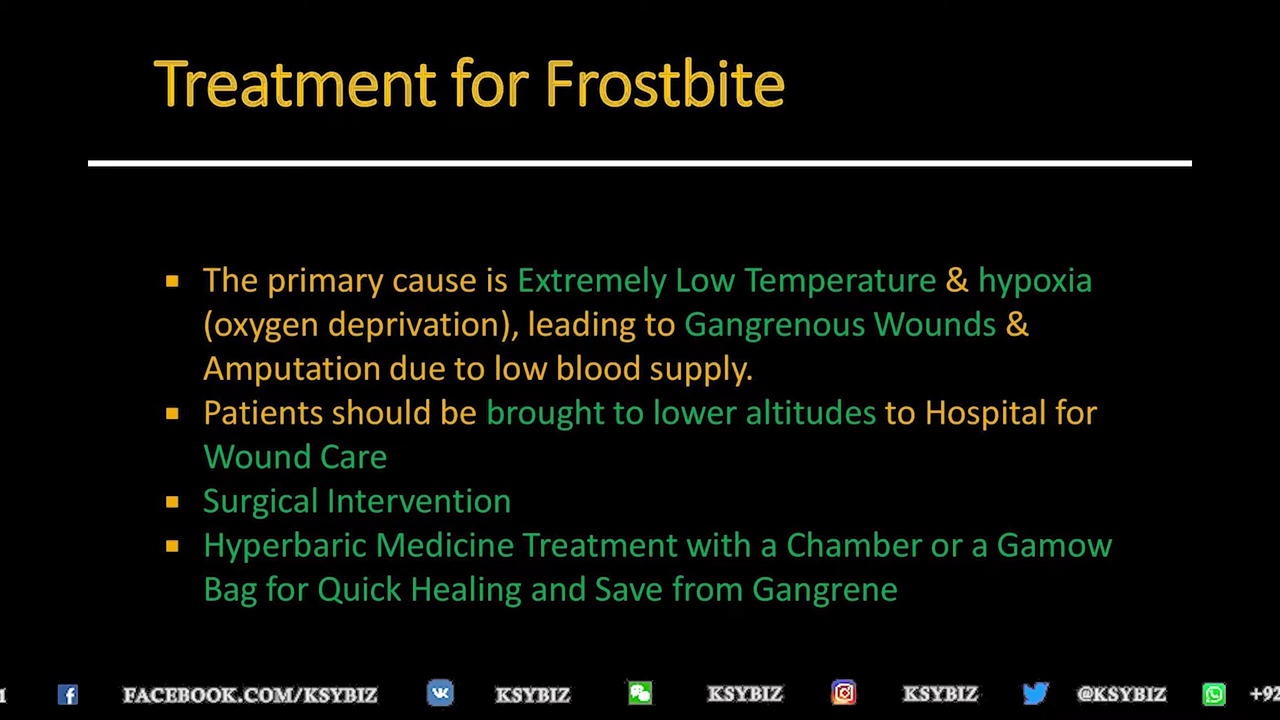 Treatment for Frostbite
▪ The primary cause is Extremely Low Temperature & hypoxia
(oxygen deprivation), leading to Gangrenous Wounds &
Amputation due to low blood supply.
▪ Patients should be brought to lower altitudes to Hospital for
Wound Care
▪ Surgical Intervention
▪ Hyperbaric Medicine Treatment with a Chamber or a Gamow
Bag for Quick Healing and Save from Gangrene
M FACEBOOK.COM/KSYBIZ KSYBIZ KSYBIZ KSYBIZ @KSYBIZ +92